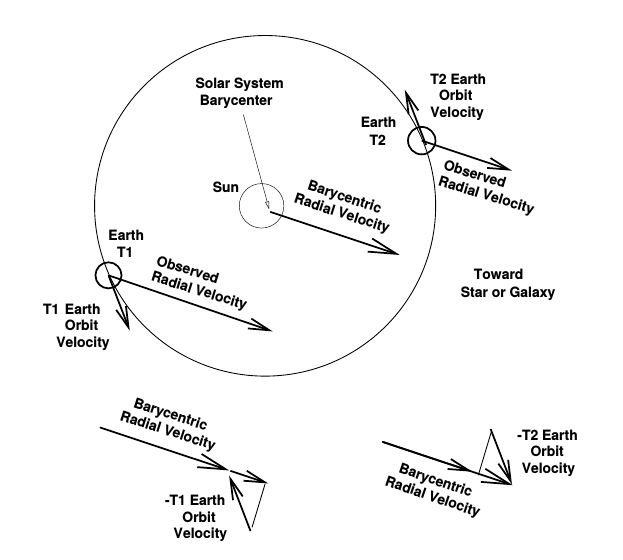 Solar System
Barycenter
T2 Earth
Orbit
Velocity
Earth
T2
Observed
Radial Velocity
Sun
Barycentric
Radial Velocity
Earth
T1
Observed
Radial Velocity
Toward
Star or Galaxy
T1 Earth
Orbit
Velocity
Barycentric
Radial Velocity
-T1 Earth
Orbit
Velocity
Barycentric
Radial Velocity
-T2 Earth
Orbit
Velocity